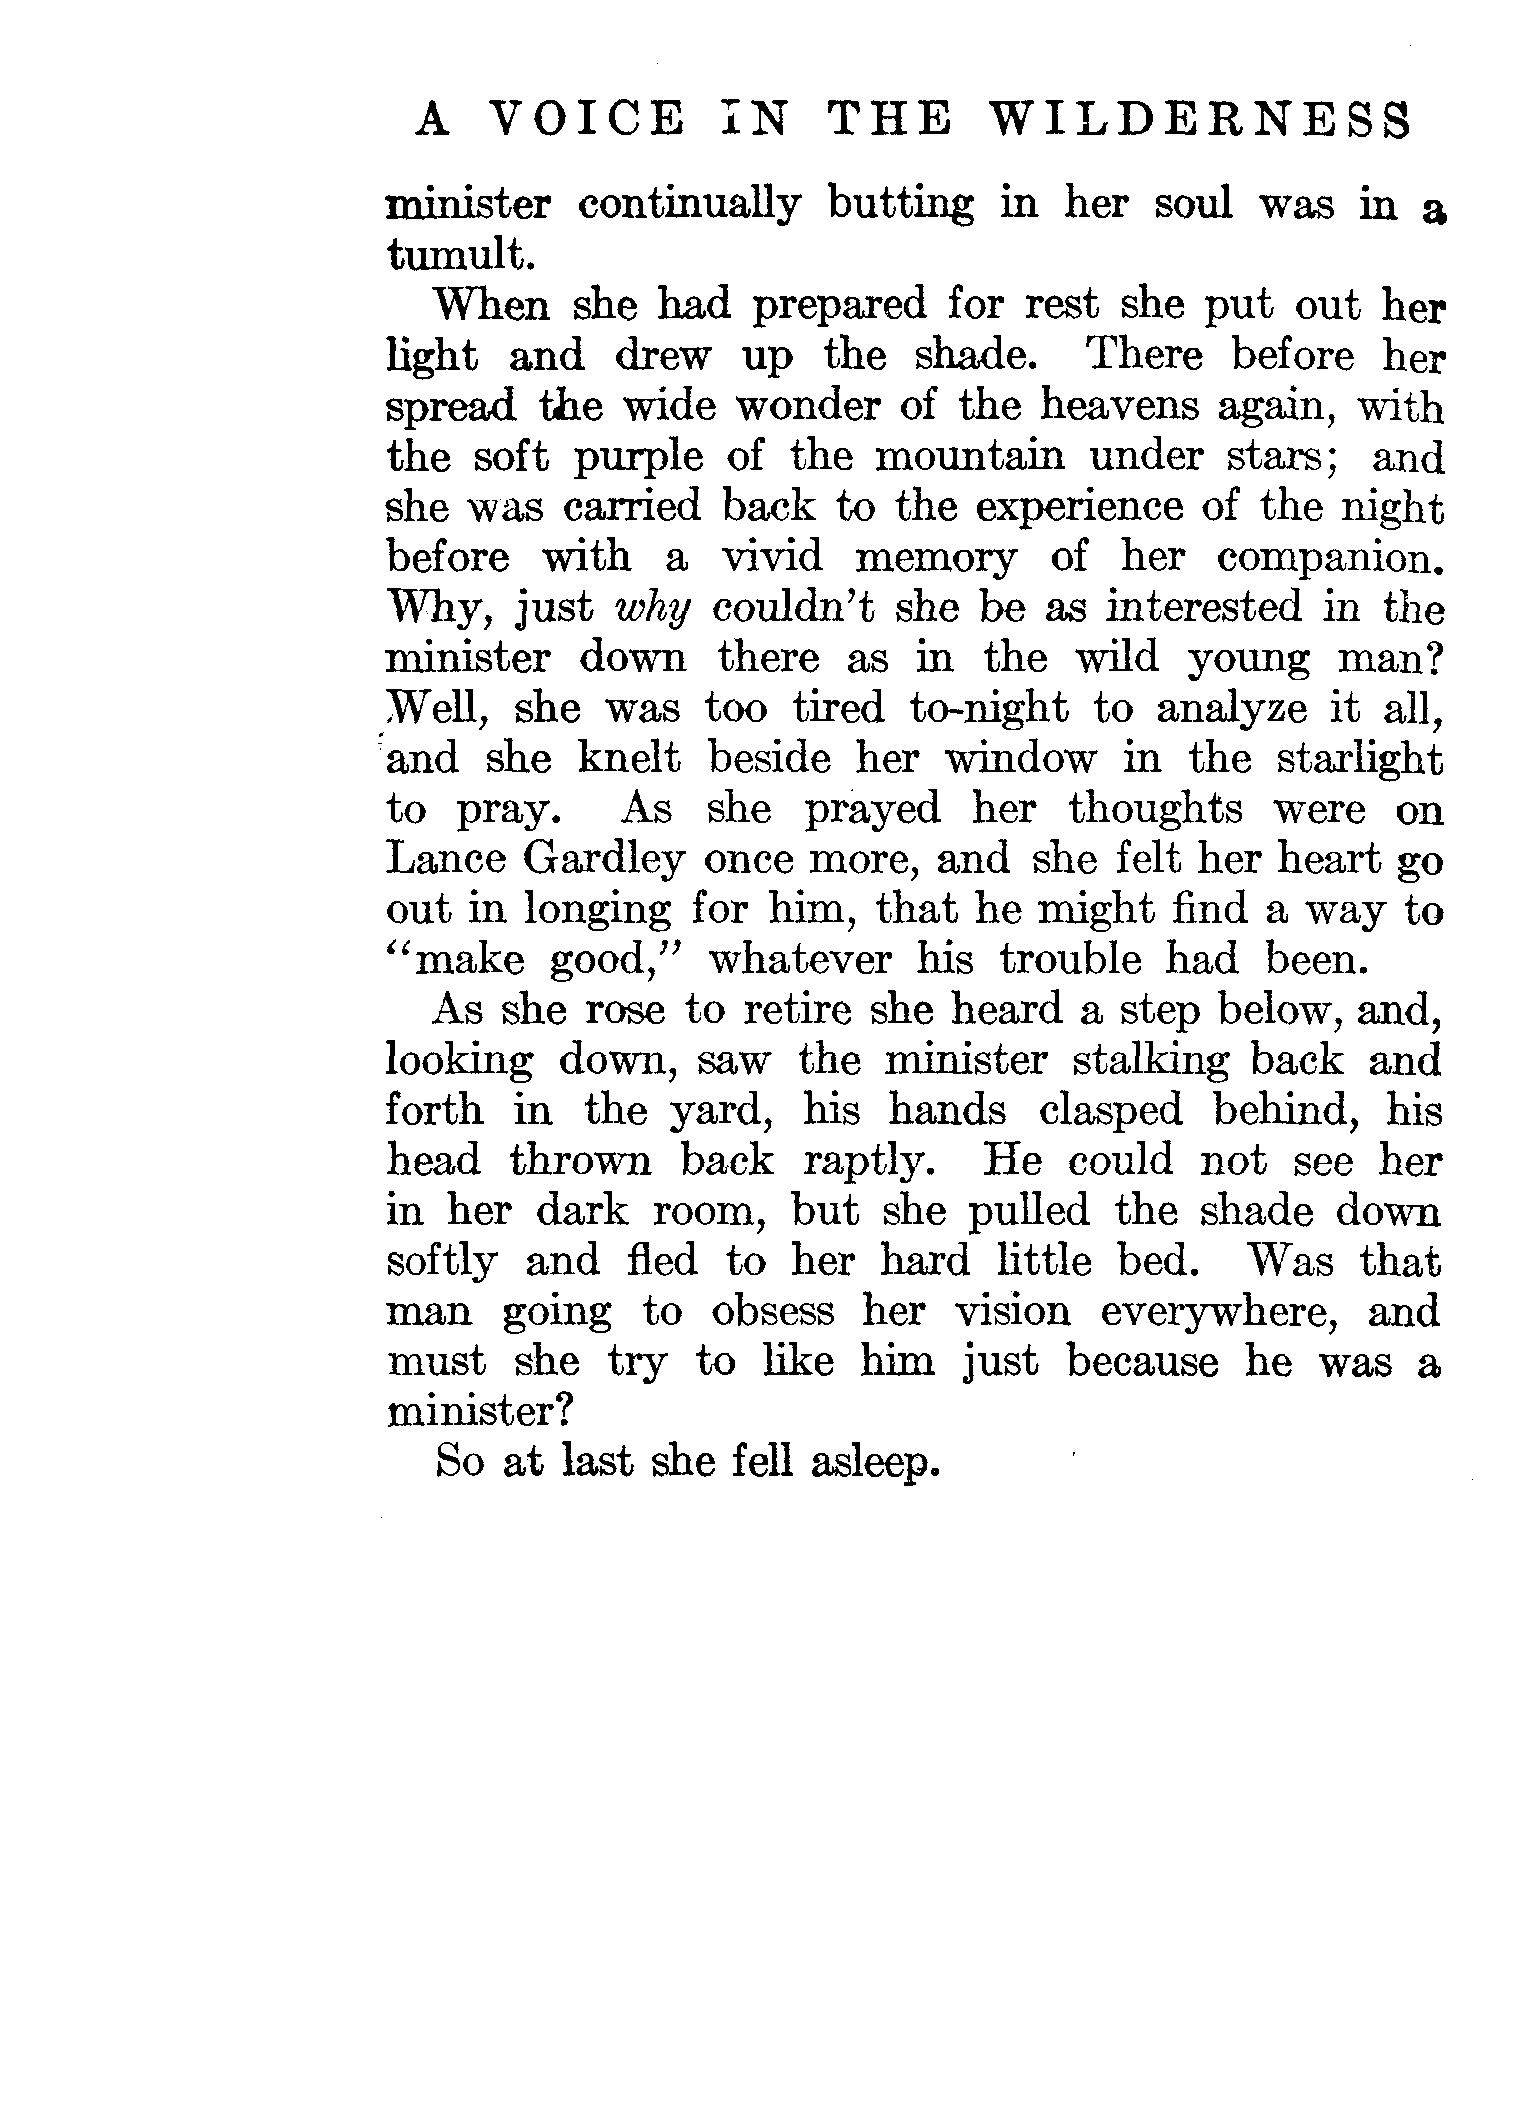 A VOICE IN THE WILDERNESS
minister continually butting in her soul was in a
tumult.
When she had prepared for rest she put out her
light and drew up the shade. There before her
spread the wide wonder of the heavens again, with
the soft purple of the mountain under stars; and
she was carried back to the experience of the night
before with a vivid memory of her companion.
Why, just why couldn't she be as interested in the
minister down there as in the wild young man?
Well, she was too tired to-night to analyze it all,
and she knelt beside her window in the starlight
to pray. As she prayed her thoughts were on
Lance Gardley once more, and she felt her heart go
out in longing for him, that he might find a way to
"make good," whatever his trouble had been.
As she rose to retire she heard a step below, and,
looking down, saw the minister stalking back and
forth in the yard, his hands clasped behind, his
head thrown back raptly. He could not see her
in her dark room, but she pulled the shade down
softly and fled to her hard little bed. Was that
man going to obsess her vision everywhere, and
must she try to like him just because he was a
minister?
So at last she fell asleep.